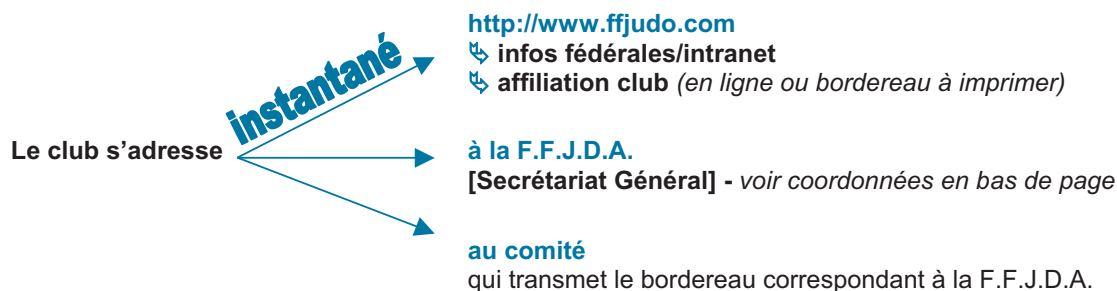 http://www.ffjudo.com
infos fédérales/intranet
affiliation club (en ligne ou bordereau à imprimer)
instantané
Le club s’adresse
à la F.F.J.D.A.
[Secrétariat Général] - voir coordonnées en bas de page
au comité
qui transmet le bordereau correspondant à la F.F.J.D.A.